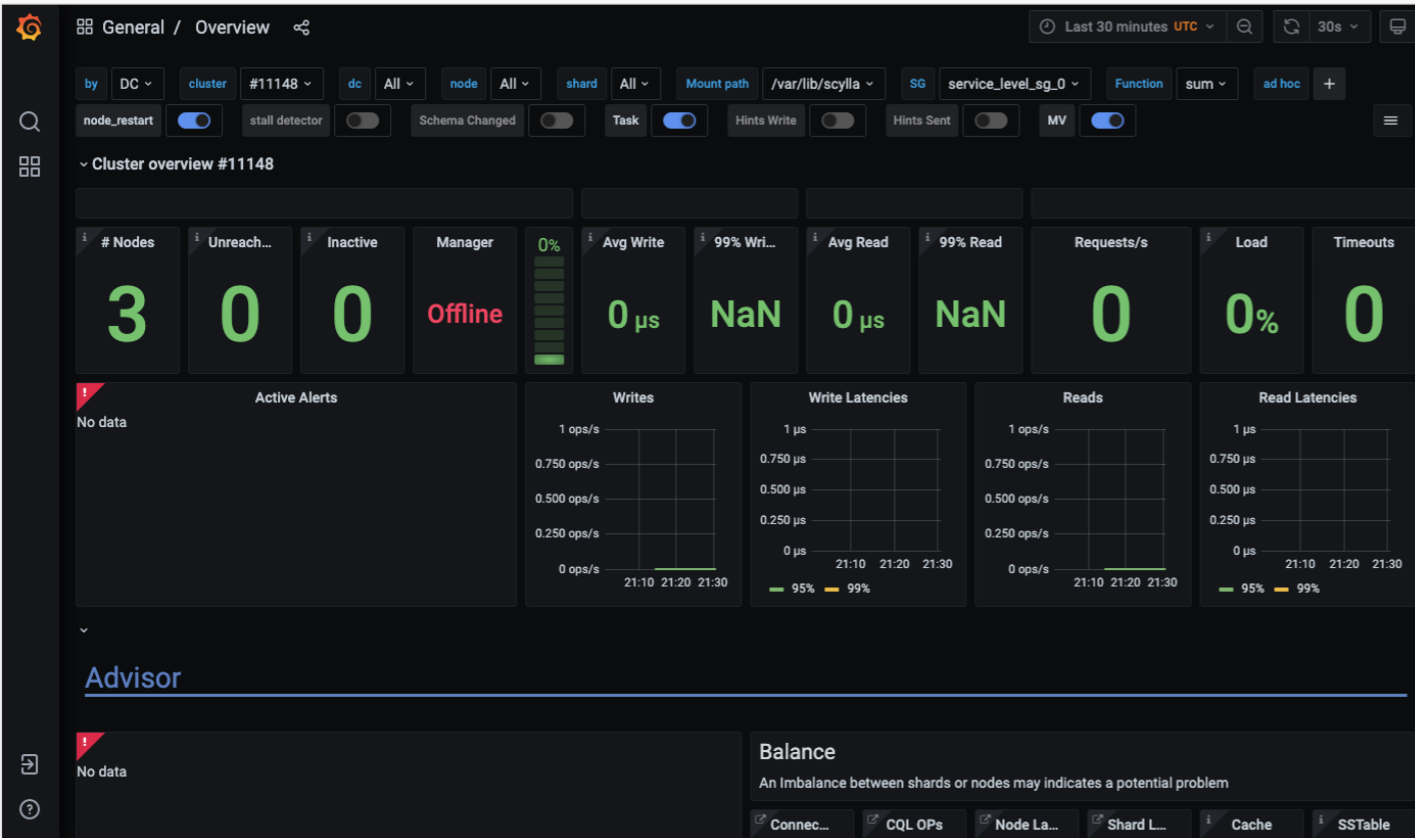 General / Overview
Last 30 minutes UTC
30s
by DC cluster #11148 dc All node All shard All Mount path /var/lib/scylla SG service_level_sg_0 Function sum ad hoc +
node_restart stall detector Schema Changed Task Hints Write Hints Sent MV
Cluster overview #11148
# Nodes
3
Unreach...
0
Inactive
0
Manager
Offline
0%
Avg Write
0 µs
99% Wri...
NaN
Avg Read
0 µs
99% Read
NaN
Requests/s
0
Load
0%
Timeouts
0
!
Active Alerts
No data
Writes
1 ops/s
0.750 ops/s
0.500 ops/s
0.250 ops/s
0 ops/s
21:10 21:20 21:30
Write Latencies
1 µs
0.750 µs
0.500 µs
0.250 µs
0 µs
21:10 21:20 21:30
95% 99%
Reads
1 ops/s
0.750 ops/s
0.500 ops/s
0.250 ops/s
0 ops/s
21:10 21:20 21:30
Read Latencies
1 µs
0.750 µs
0.500 µs
0.250 µs
0 µs
21:10 21:20 21:30
95% 99%
Advisor
!
No data
Balance
An Imbalance between shards or nodes may indicates a potential problem
Connec... CQL OPs Node La... Shard L... Cache SSTable